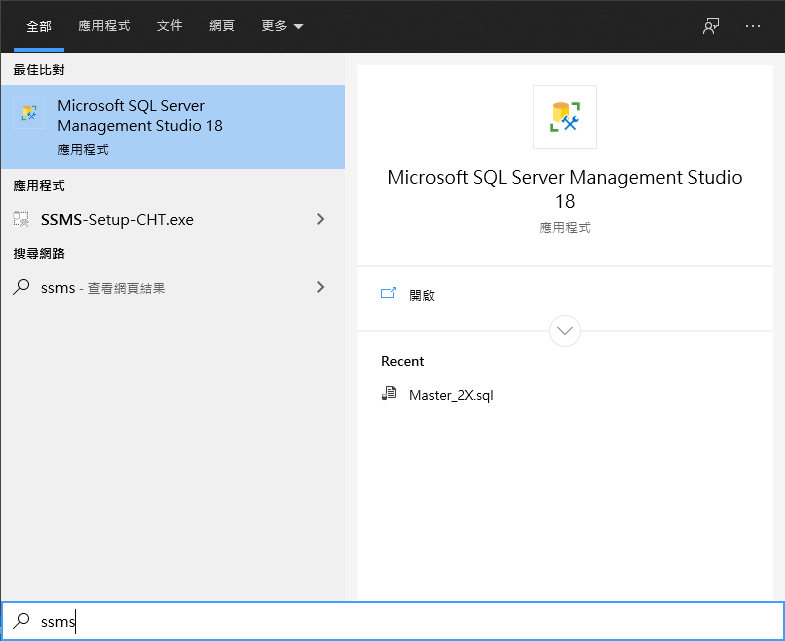 全部 應用程式 文件 網頁 更多
最佳比對
Microsoft SQL Server
Management Studio 18
應用程式
應用程式
SSMS-Setup-CHT.exe
搜尋網路
ssms - 查看網頁結果
Microsoft SQL Server Management Studio
18
應用程式
開啟
Recent
Master_2X.sql
ssms